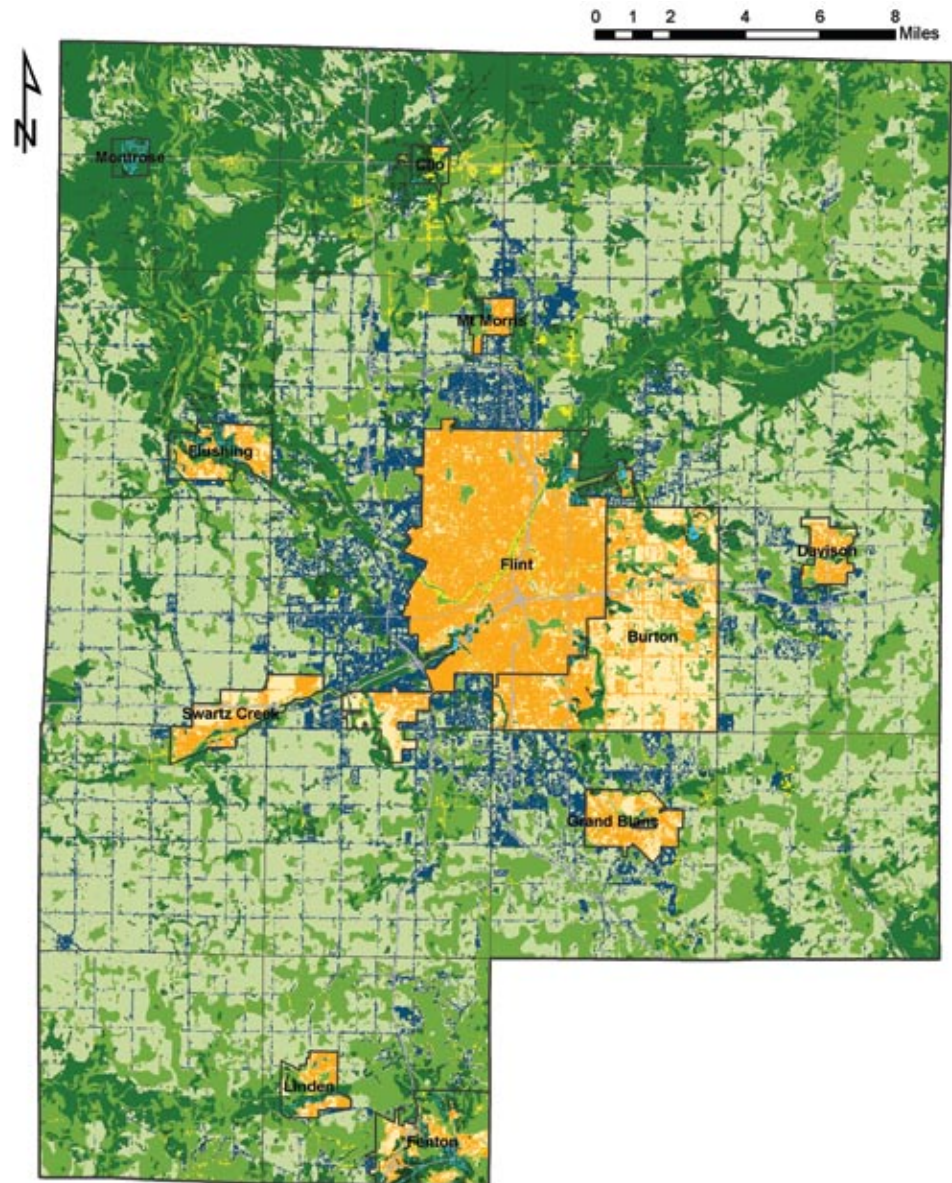 0 1 2 4 6 8
Miles
N
Montrose
Clio
Mt Morris
Flushing
Flint
Davison
Burton
Swartz Creek
Grand Blanc
Linden
Fenton